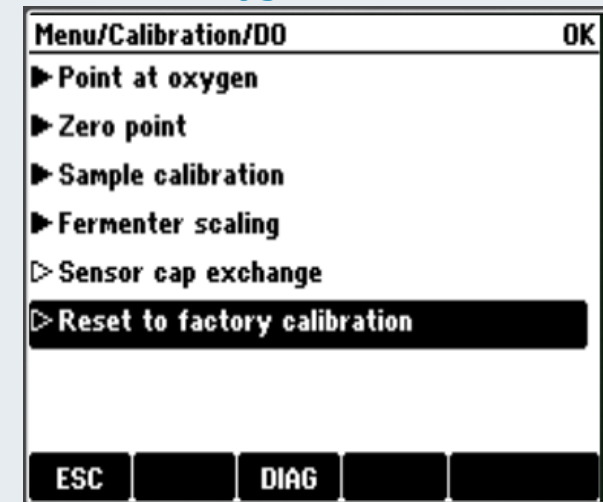 Menu/Calibration/DO OK
Point at oxygen
Zero point
Sample calibration
Fermenter scaling
Sensor cap exchange
Reset to factory calibration
ESC DIAG